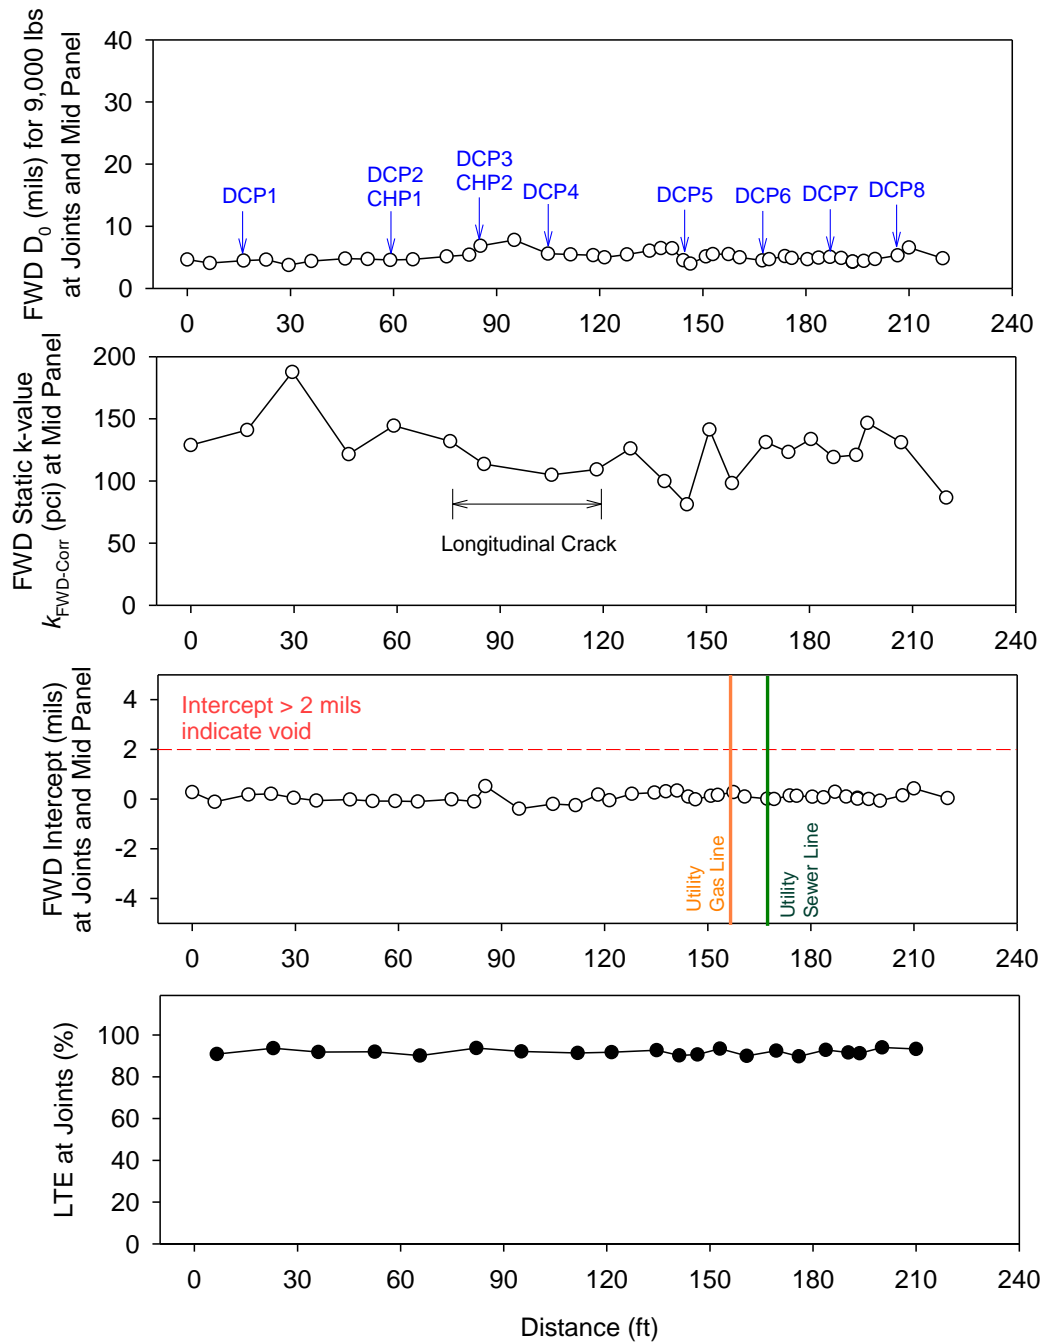 FWD D0 (mils) for 9,000 lbs
at Joints and Mid Panel
40
30
20
10
0
DCP1
DCP2
CHP1
DCP3
CHP2
DCP4
DCP5
DCP6
DCP7
DCP8
0 30 60 90 120 150 180 210 240
FWD Static k-value
kFWD-Corr (pci) at Mid Panel
200
150
100
50
0
Longitudinal Crack
0 30 60 90 120 150 180 210 240
FWD Intercept (mils)
at Joints and Mid Panel
4
2
0
-2
-4
Intercept > 2 mils
indicate void
Utility
Gas Line
Utility
Sewer Line
0 30 60 90 120 150 180 210 240
LTE at Joints (%)
100
80
60
40
20
0
0 30 60 90 120 150 180 210 240
Distance (ft)